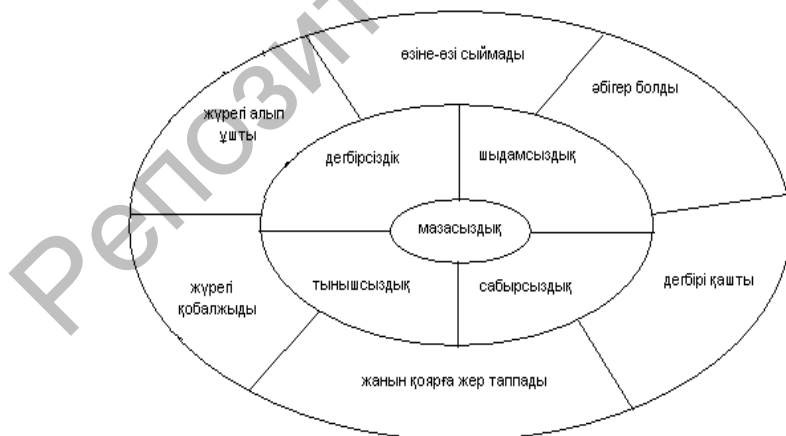 өзіне-өзі сыймады
әбігер болды
жүрегі алып
ұшты
дегбірсіздік
шыдамсыздық
мазасыздық
тынышсыздық
сабырсыздық
жүрегі
қобалжыды
дегбірі қашты
жанын қоярға жер таппады
Репозит